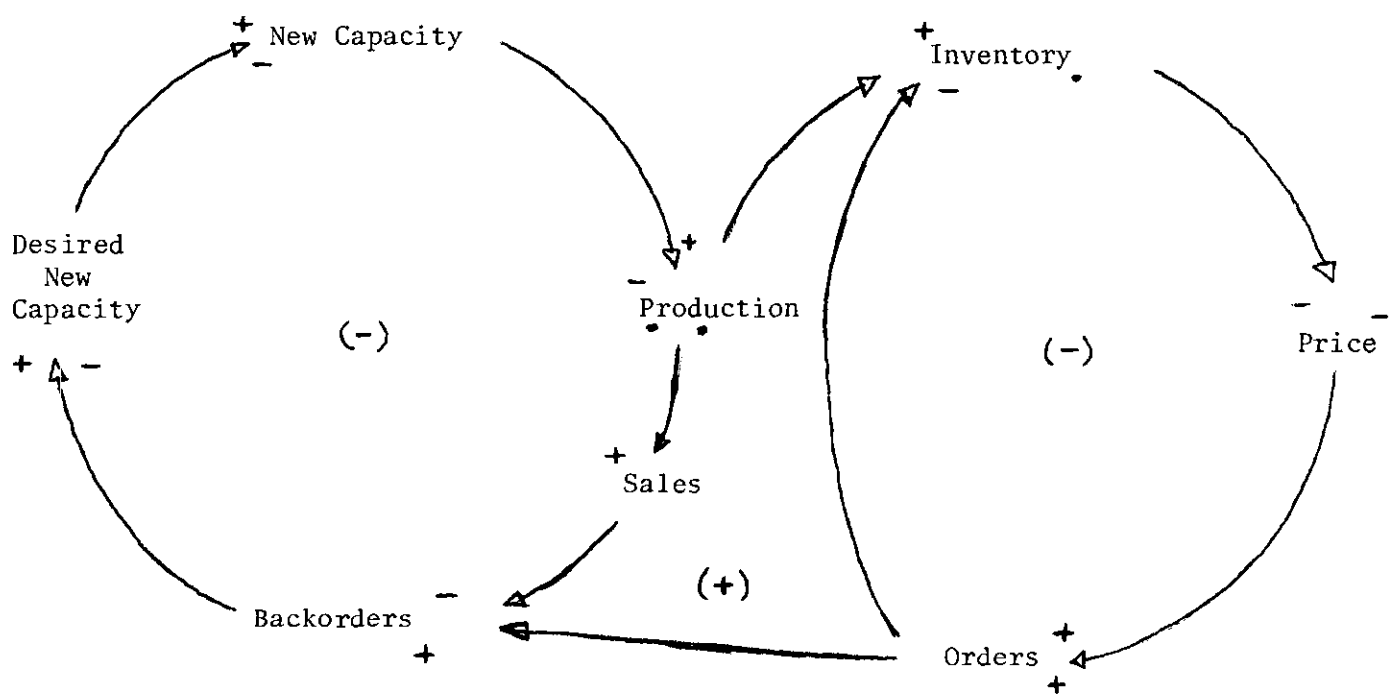 + New Capacity
-
+ Inventory
-
Desired
New
Capacity
+ -
+
- Production
(-)
(-)
- -
Price
+ Sales
(+)
Backorders -
+
Orders +
+